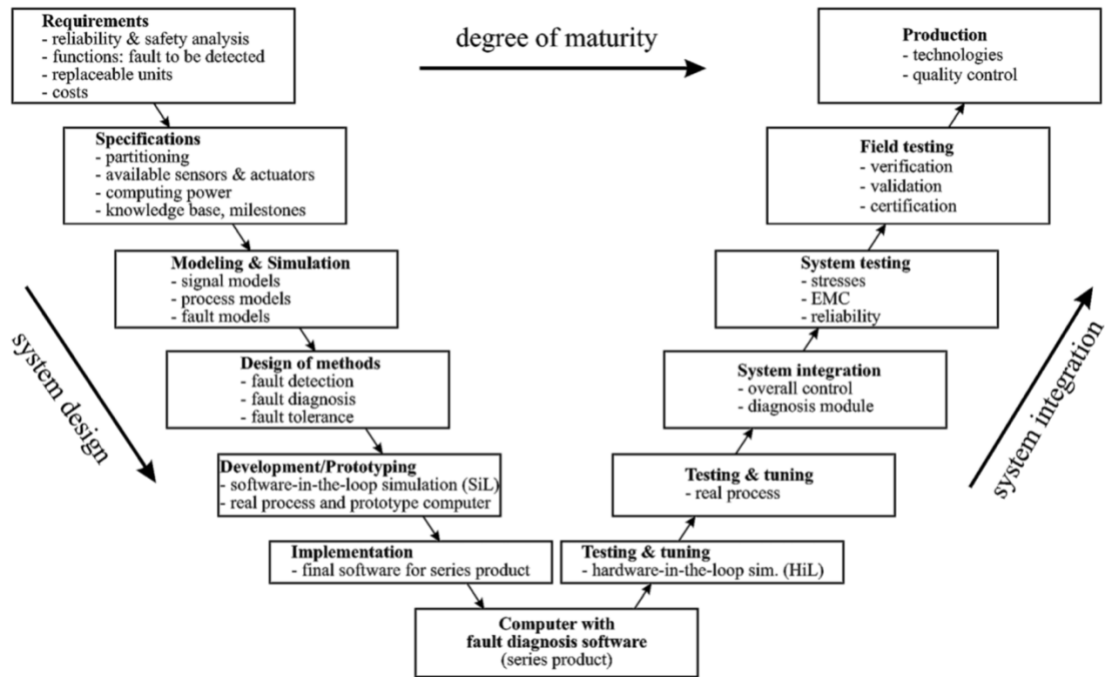 Requirements
- reliability & safety analysis
- functions: fault to be detected
- replaceable units
- costs
degree of maturity
Production
- technologies
- quality control
Specifications
- partitioning
- available sensors & actuators
- computing power
- knowledge base, milestones
Field testing
- verification
- validation
- certification
Modeling & Simulation
- signal models
- process models
- fault models
System testing
- stresses
- EMC
- reliability
system design
Design of methods
- fault detection
- fault diagnosis
- fault tolerance
System integration
- overall control
- diagnosis module
system integration
Development/Prototyping
- software-in-the-loop simulation (SiL)
- real process and prototype computer
Testing & tuning
- real process
Implementation
- final software for series product
Testing & tuning
- hardware-in-the-loop sim. (HiL)
Computer with
fault diagnosis software
(series product)